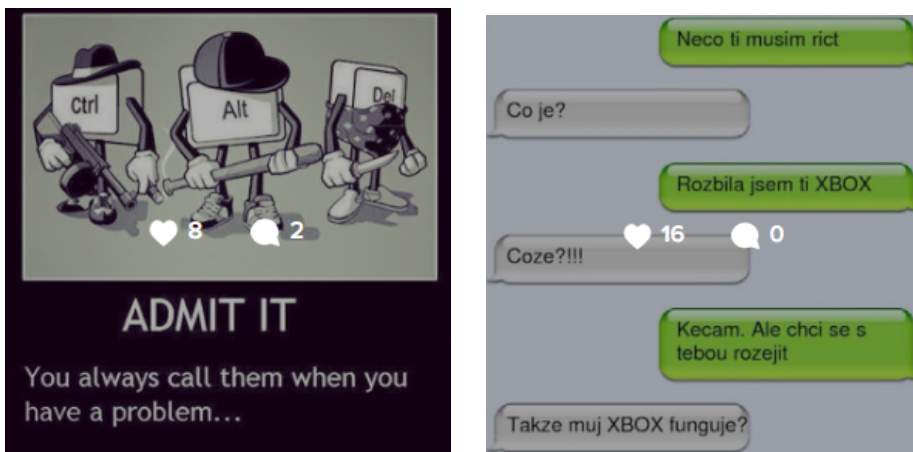 Ctrl
Alt
Del
8
2
ADMIT IT
You always call them when you
have a problem...
Neco ti musim rict
Co je?
Rozbila jsem ti XBOX
16
0
Coze?!!!
Kecam. Ale chci se s
tebou rozejit
Takze muj XBOX funguje?